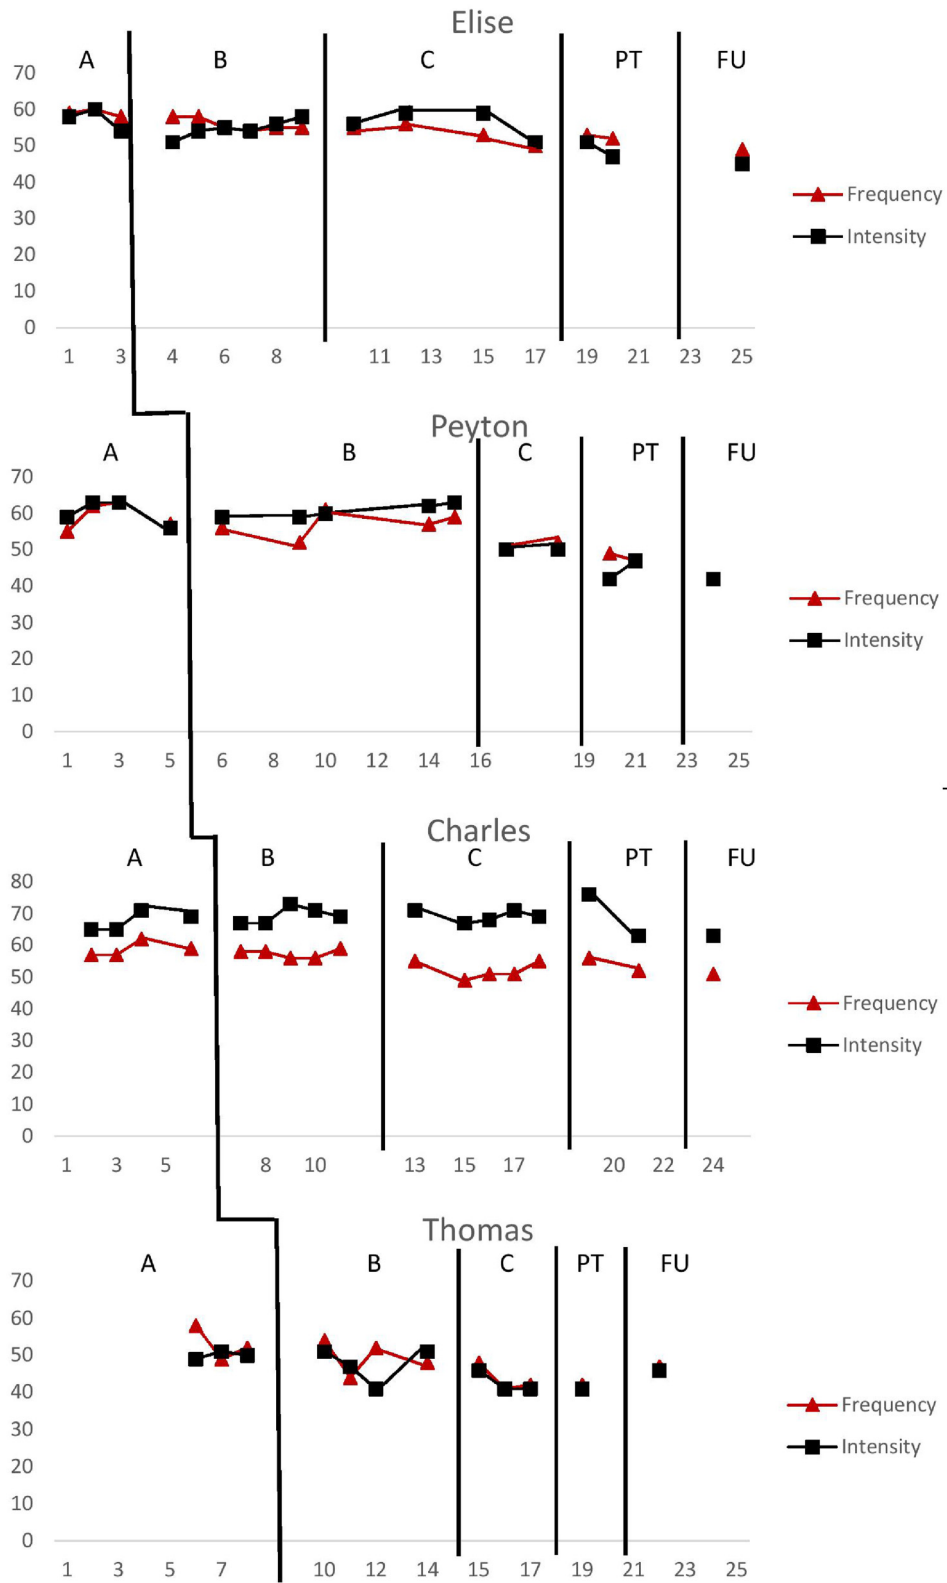 Elise
A B C PT FU
70
60
50
40
30
20
10
0
Frequency
Intensity
1 3 4 6 8 11 13 15 17 19 21 23 25
Peyton
A B C PT FU
70
60
50
40
30
20
10
0
Frequency
Intensity
1 3 5 6 8 10 12 14 16 19 21 23 25
Charles
A B C PT FU
80
70
60
50
40
30
20
10
0
Frequency
Intensity
1 3 5 8 10 13 15 17 20 22 24
Thomas
A B C PT FU
70
60
50
40
30
20
10
0
Frequency
Intensity
1 3 5 7 10 12 14 15 17 19 21 23 25